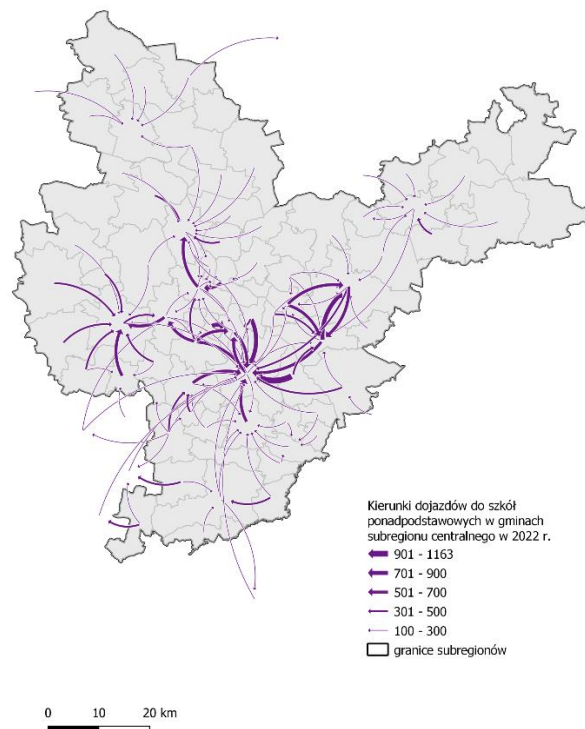 Kierunki dojazdów do szkół
ponadpodstawowych w gminach
subregionu centralnego w 2022 r.
901 - 1163
701 - 900
501 - 700
301 - 500
100 - 300
granice subregionów
0 10 20 km